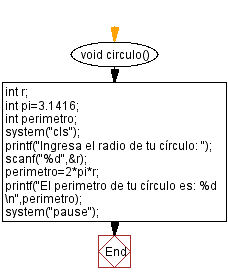 void circulo()
int r;
int pi=3.1416;
int perimetro;
system("cls");
printf("Ingresa el radio de tu círculo: ");
scanf("%d",&r);
perimetro=2*pi*r;
printf("El perimetro de tu círculo es: %d
\n",perimetro);
system("pause");
End